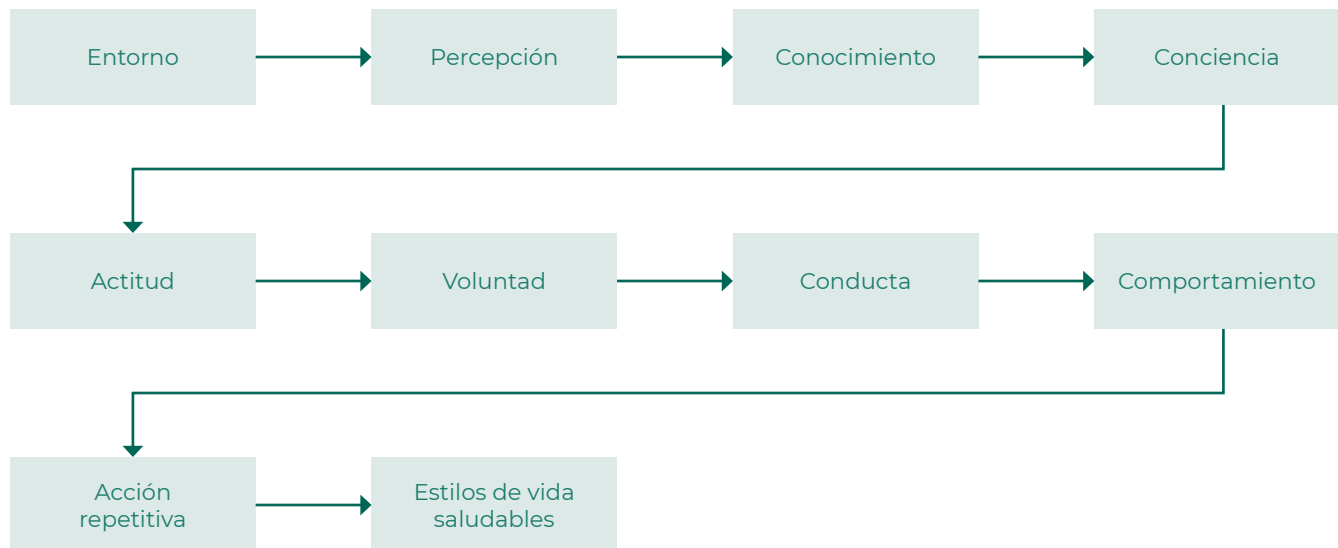 Entorno
Percepción
Conocimiento
Conciencia
Actitud
Voluntad
Conducta
Comportamiento
Acción
repetitiva
Estilos de vida
saludables